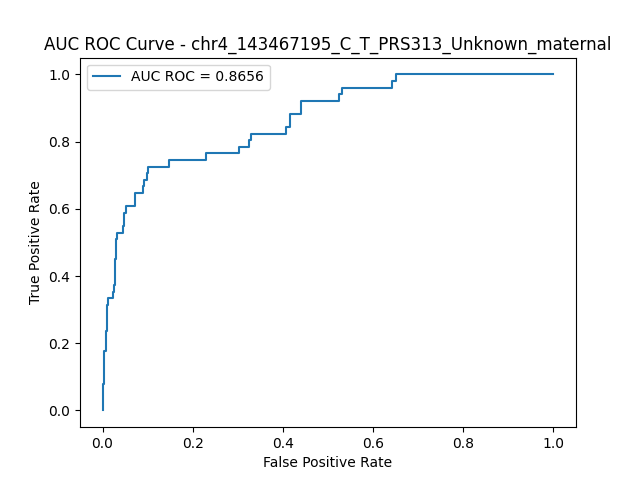 AUC ROC Curve - chr4_143467195_C_T_PRS313_Unknown_maternal
AUC ROC = 0.8656
1.0
0.8
0.6
0.4
0.2
0.0
True Positive Rate
0.0 0.2 0.4 0.6 0.8 1.0
False Positive Rate